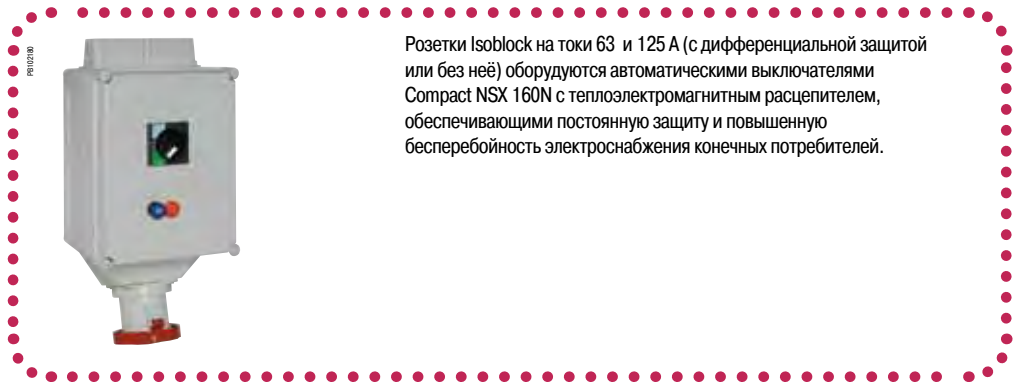 PB102180
Розетки Isoblock на токи 63 и 125 А (с дифференциальной защитой
или без неё) оборудуются автоматическими выключателями
Compact NSX 160N с теплоэлектромагнитным расцепителем,
обеспечивающими постоянную защиту и повышенную
бесперебойность электроснабжения конечных потребителей.